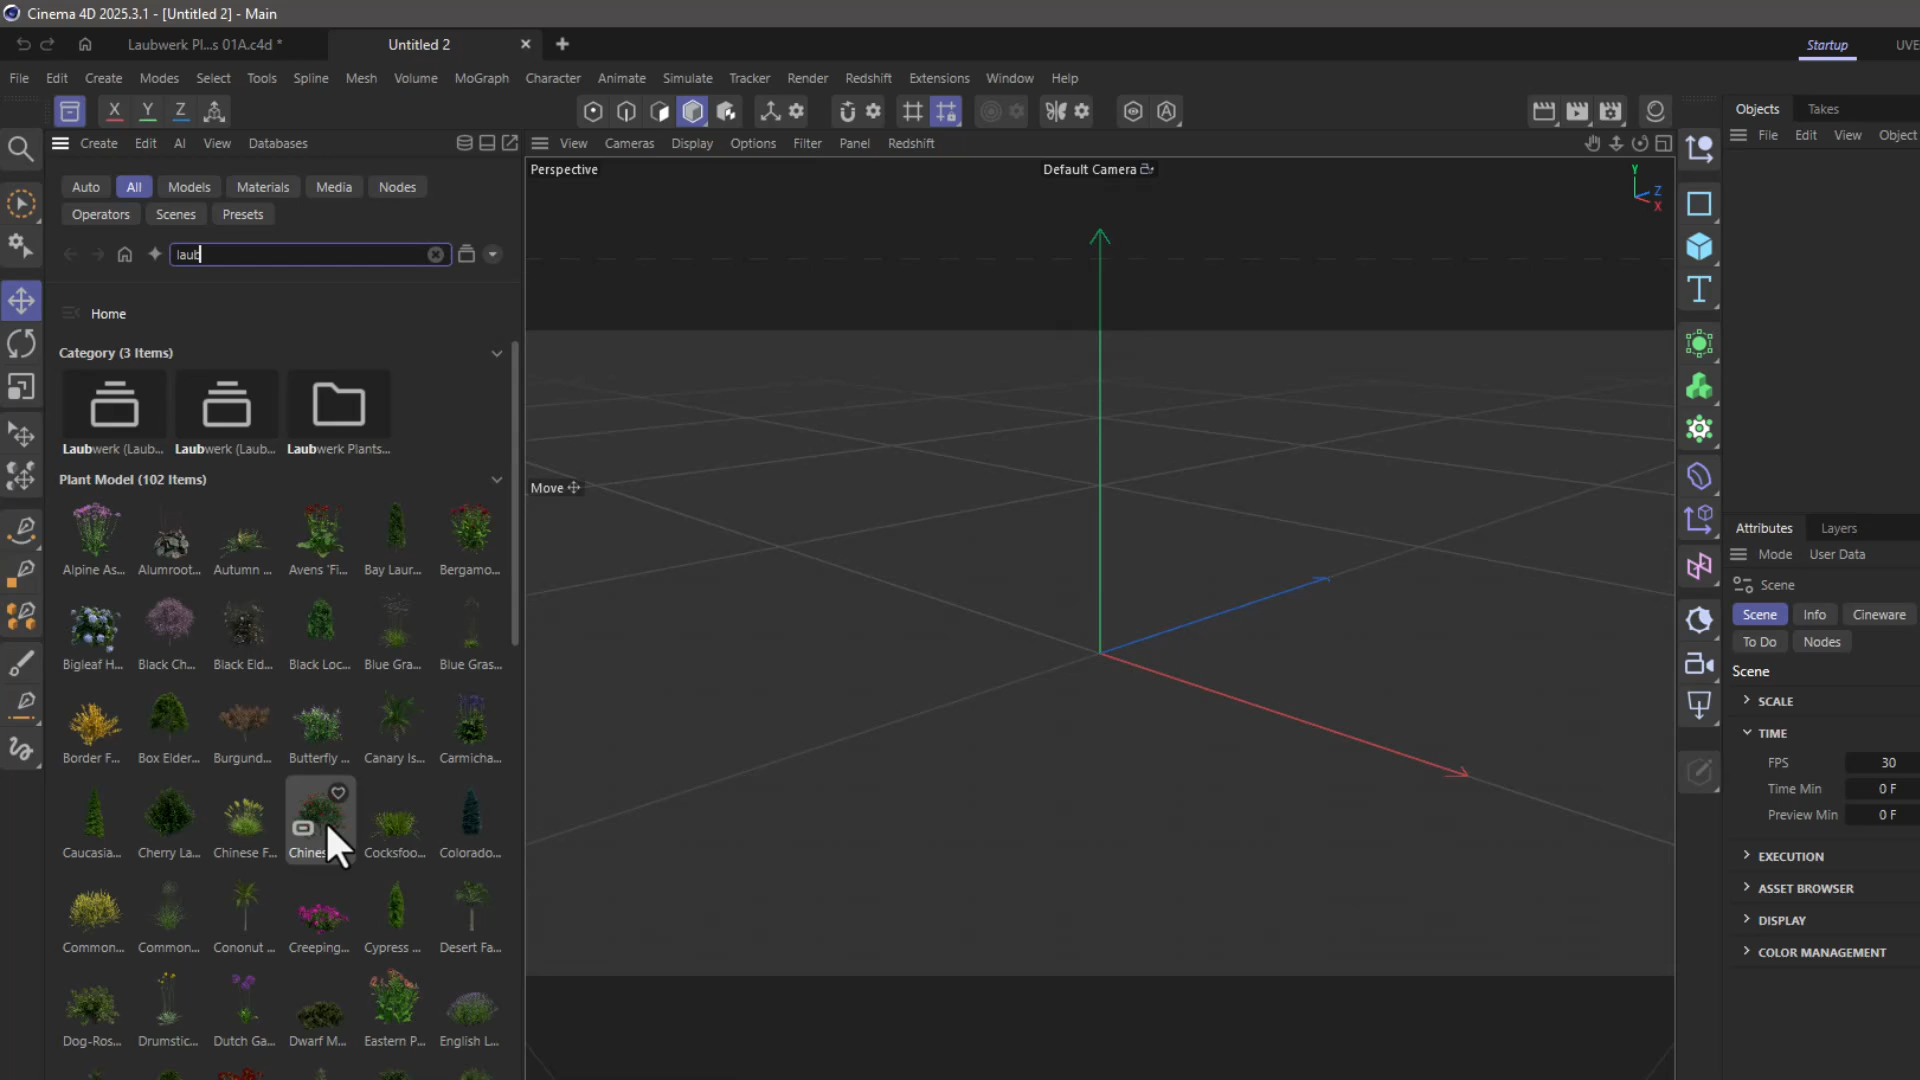 Cinema 4D 2025.3.1 - [Untitled 2] - Main
Laubwerk Pl...s 01A.c4d *
Untitled 2
Startup
UVE
File Edit Create Modes Select Tools Spline Mesh Volume MoGraph Character Animate Simulate Tracker Render Redshift Extensions Window Help
X Y Z
Objects Takes
Create Edit AI View Databases
View Cameras Display Options Filter Panel Redshift
File Edit View Object
Auto All Models Materials Media Nodes
Operators Scenes Presets
laub
Perspective
Default Camera
Y
Z
X
Home
Category (3 Items)
Laubwerk (Laub... Laubwerk (Laub... Laubwerk Plants...
Plant Model (102 Items)
Move
Alpine As... Alumroot... Autumn ... Avens 'Fi... Bay Laur... Bergamo...
Bigleaf H... Black Ch... Black Eld... Black Loc... Blue Gra... Blue Gras...
Border F... Box Elder... Burgund... Butterfly ... Canary Is... Carmicha...
Caucasia... Cherry La... Chinese F... Chines Cocksfoo... Colorado...
Common... Common... Cononut ... Creeping... Cypress ... Desert Fa...
Dog-Ros... Drumstic... Dutch Ga... Dwarf M... Eastern P... English L...
Attributes Layers
Mode User Data
Scene
Scene Info Cineware
To Do Nodes
Scene
SCALE
TIME
FPS 30
Time Min 0 F
Preview Min 0 F
EXECUTION
ASSET BROWSER
DISPLAY
COLOR MANAGEMENT